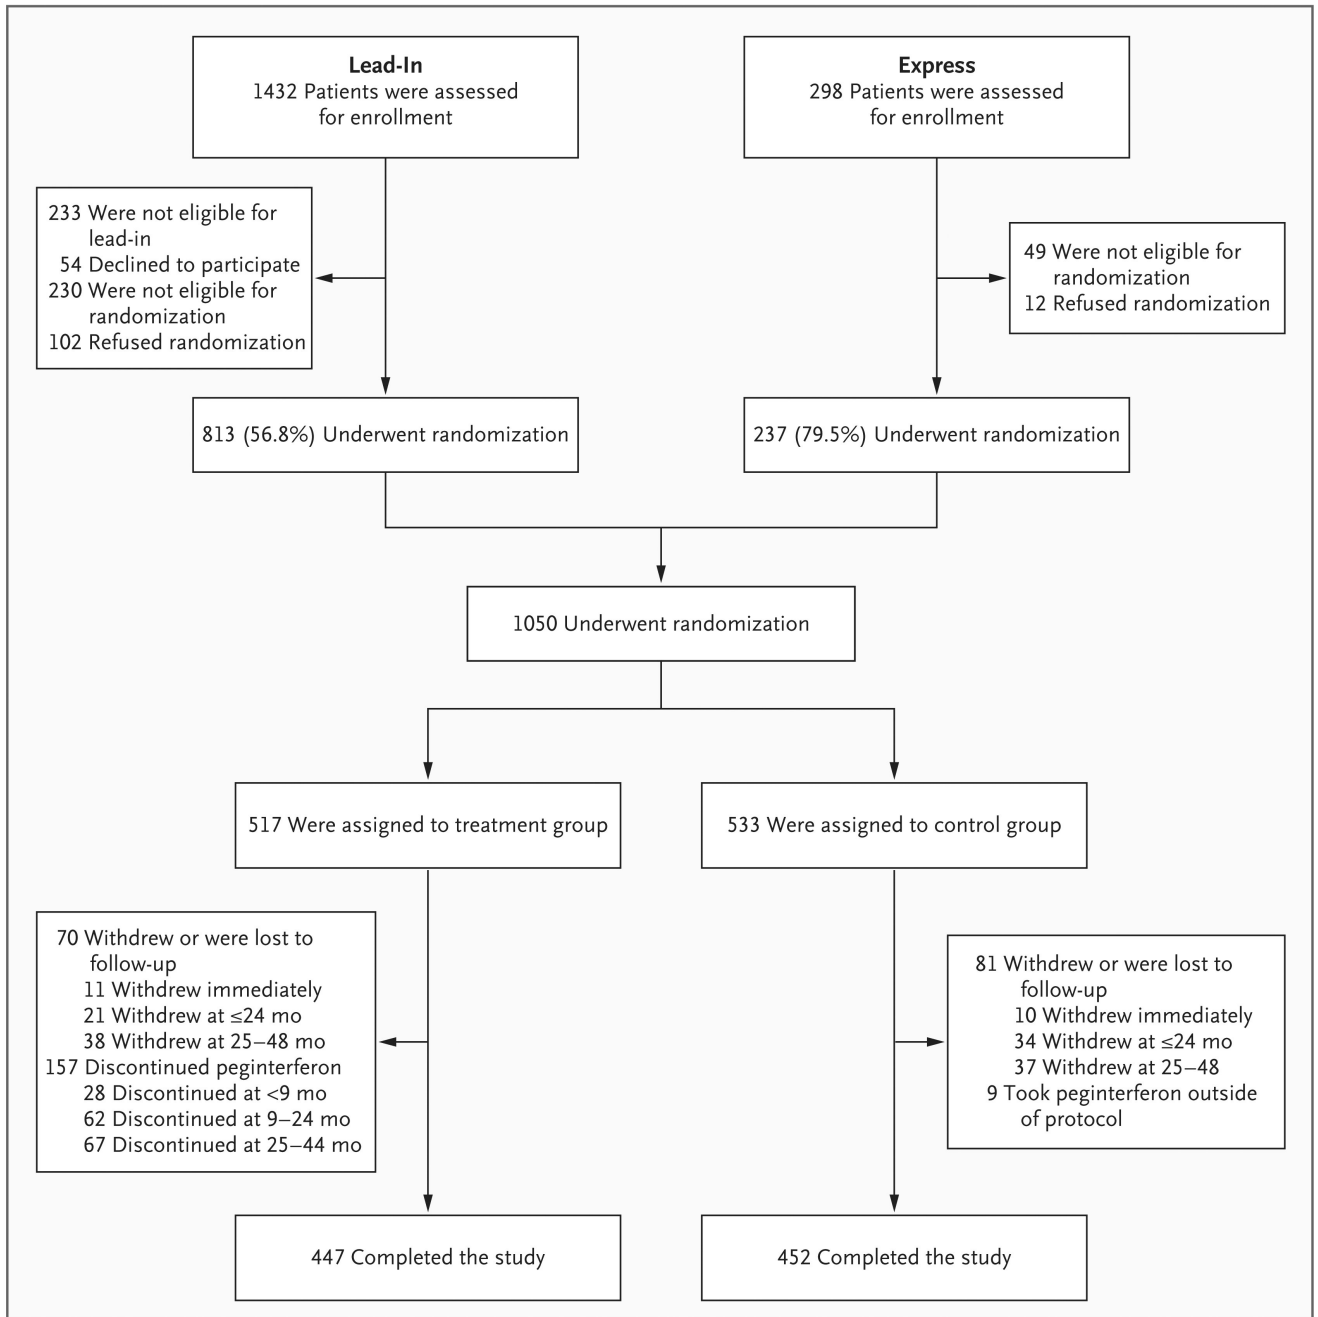 Lead-In
1432 Patients were assessed
for enrollment
Express
298 Patients were assessed
for enrollment
233 Were not eligible for
lead-in
54 Declined to participate
230 Were not eligible for
randomization
102 Refused randomization
49 Were not eligible for
randomization
12 Refused randomization
813 (56.8%) Underwent randomization
237 (79.5%) Underwent randomization
1050 Underwent randomization
517 Were assigned to treatment group
533 Were assigned to control group
70 Withdrew or were lost to
follow-up
11 Withdrew immediately
21 Withdrew at ≤24 mo
38 Withdrew at 25–48 mo
157 Discontinued peginterferon
28 Discontinued at <9 mo
62 Discontinued at 9–24 mo
67 Discontinued at 25–44 mo
81 Withdrew or were lost to
follow-up
10 Withdrew immediately
34 Withdrew at ≤24 mo
37 Withdrew at 25–48
9 Took peginterferon outside
of protocol
447 Completed the study
452 Completed the study